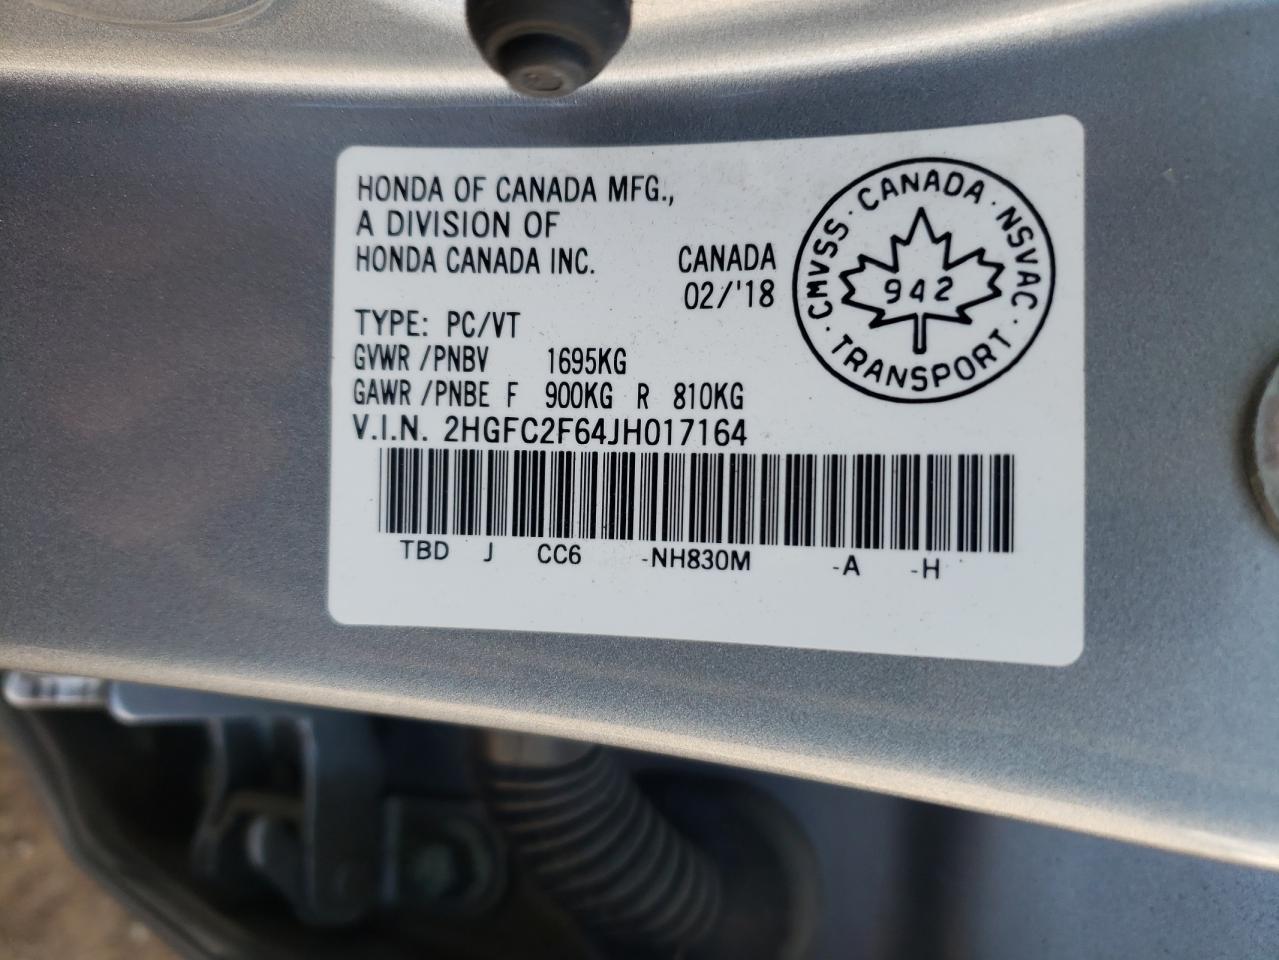 HONDA OF CANADA MFG.,
A DIVISION OF
HONDA CANADA INC.
CANADA
02/'18
TYPE: PC/VT
GVWR /PNBV 1695KG
GAWR /PNBE F 900KG R 810KG
V.I.N. 2HGFC2F64JH017164
TBD J CC6 -NH830M -A -H
CMVSS · CANADA · NSVAC · TRANSPORT ·
942